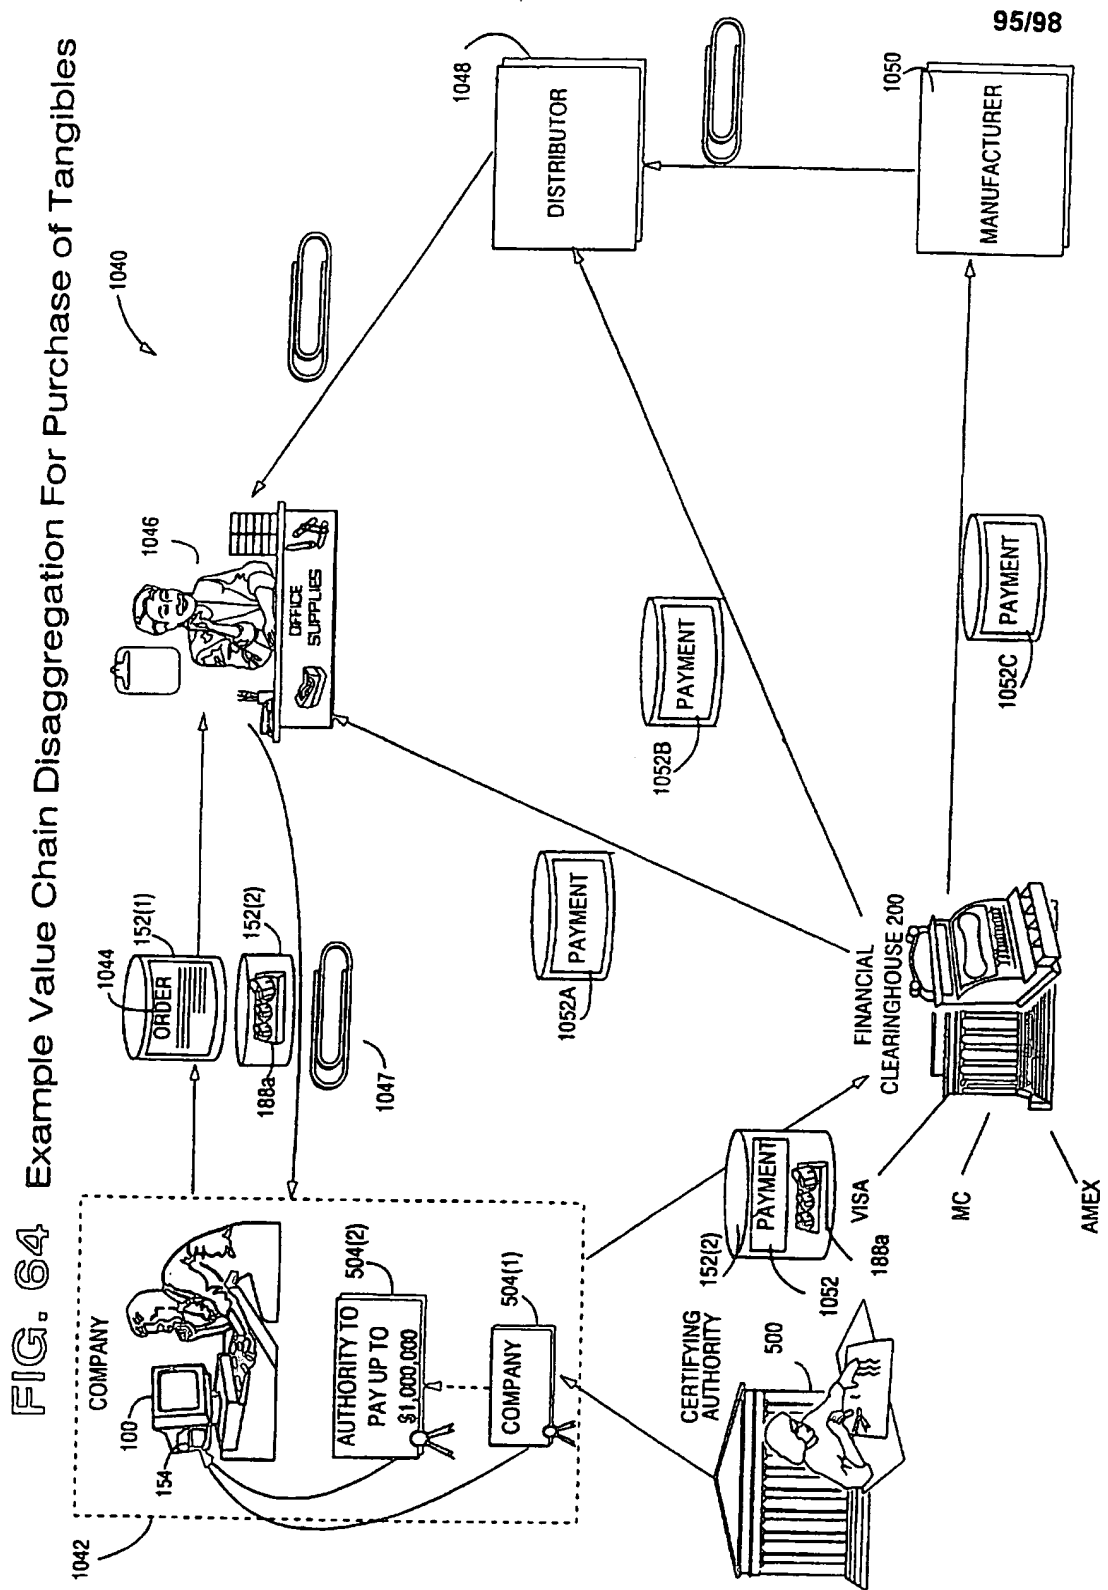 95/98
FIG. 64 Example Value Chain Disaggregation For Purchase of Tangibles
1040
1042
COMPANY
100
154
AUTHORITY TO
PAY UP TO
$1,000,000
504(2)
COMPANY
504(1)
1044
ORDER
152(1)
152(2)
188a
1047
1046
OFFICE
SUPPLIES
1048
DISTRIBUTOR
1050
MANUFACTURER
PAYMENT
1052A
PAYMENT
1052B
PAYMENT
1052C
CERTIFYING
AUTHORITY
500
152(2)
PAYMENT
1052
188a
FINANCIAL
CLEARINGHOUSE 200
VISA
MC
AMEX